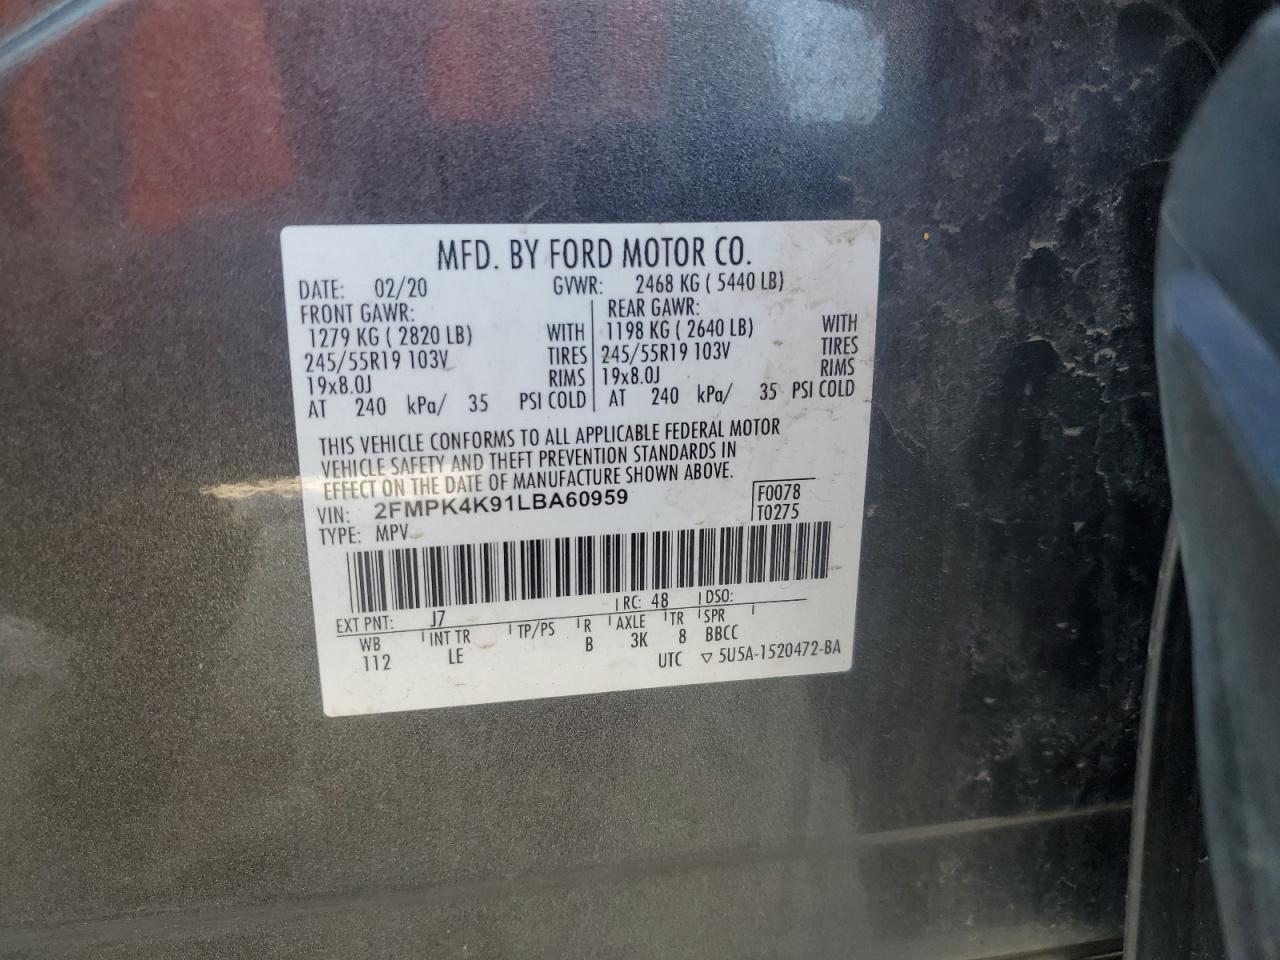 MFD. BY FORD MOTOR CO.
DATE: 02/20 GVWR: 2468 KG ( 5440 LB)
FRONT GAWR: REAR GAWR:
1279 KG ( 2820 LB) WITH 1198 KG ( 2640 LB) WITH
245/55R19 103V TIRES 245/55R19 103V TIRES
19x8.0J RIMS 19x8.0J RIMS
AT 240 kPa/ 35 PSI COLD AT 240 kPa/ 35 PSI COLD
THIS VEHICLE CONFORMS TO ALL APPLICABLE FEDERAL MOTOR
VEHICLE SAFETY AND THEFT PREVENTION STANDARDS IN
EFFECT ON THE DATE OF MANUFACTURE SHOWN ABOVE.
VIN: 2FMPK4K91LBA60959 F0078
TYPE: MPV T0275
EXT PNT: J7 RC: 48 DSO:
WB INT TR TP/PS R AXLE TR SPR
112 LE B 3K 8 BBCC
UTC ▽ 5U5A-1520472-BA